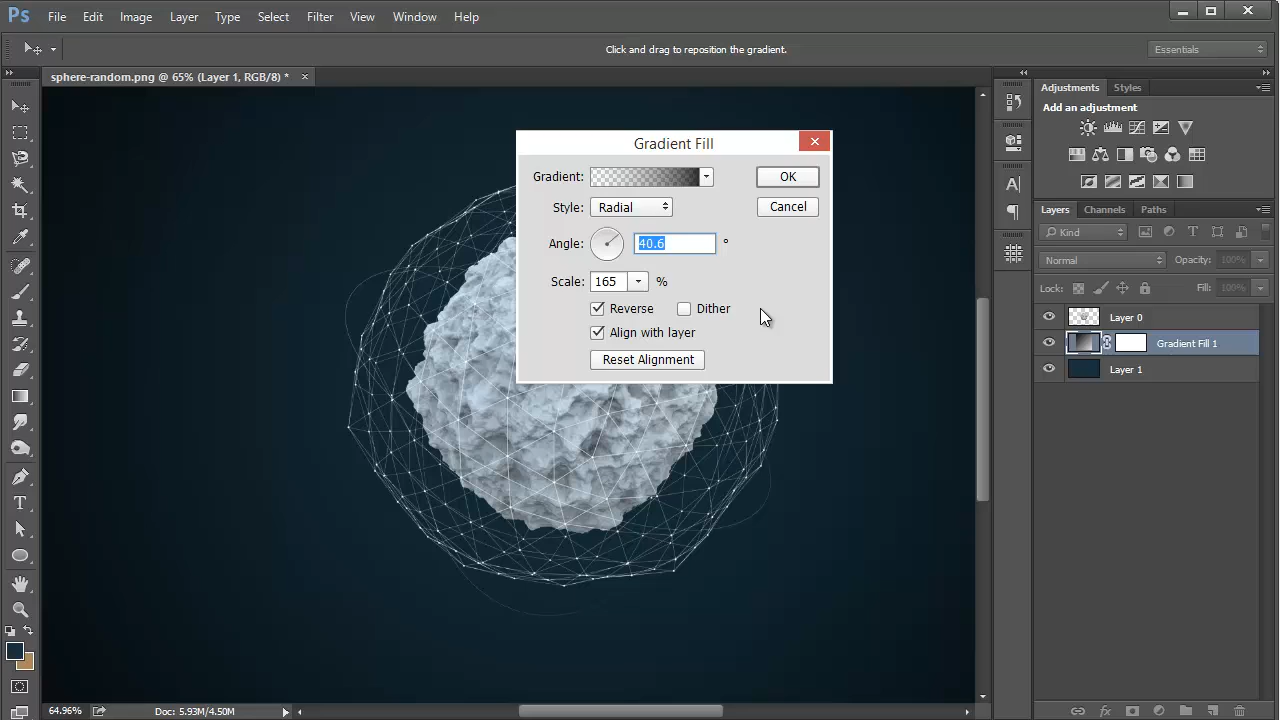 Ps File Edit Image Layer Type Select Filter View Window Help
Click and drag to reposition the gradient.
Essentials
sphere-random.png @ 65% (Layer 1, RGB/8) *
Gradient Fill
Gradient:
OK
Style: Radial
Cancel
Angle: 40.6 °
Scale: 165 %
Reverse Dither
Align with layer
Reset Alignment
Adjustments Styles
Add an adjustment
Layers Channels Paths
Kind
Normal Opacity: 100%
Lock: Fill: 100%
Layer 0
Gradient Fill 1
Layer 1
64.96% Doc: 5.93M/4.50M
fx